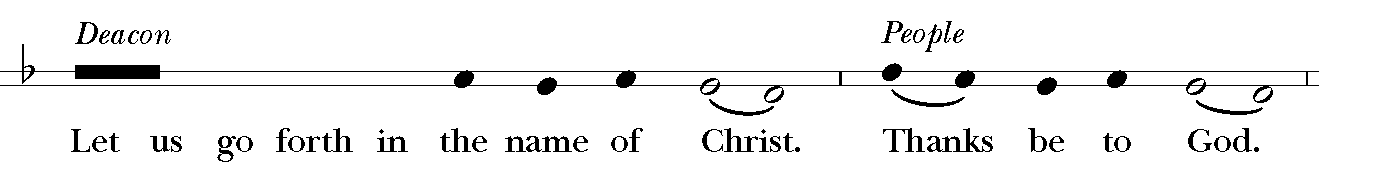 Deacon People
Let us go forth in the name of Christ. Thanks be to God.